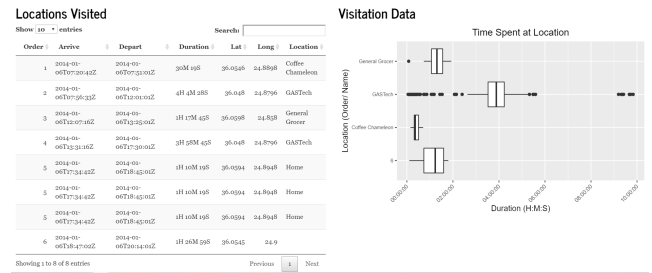 Locations Visited
Show 10 entries
Search:
Order Arrive Depart Duration Lat Long Location
1 2014-01-06T07:20:42Z 2014-01-06T07:51:01Z 30M 19S 36.0546 24.8898 Coffee Chameleon
2 2014-01-06T07:56:33Z 2014-01-06T12:01:01Z 4H 4M 28S 36.048 24.8796 GASTech
3 2014-01-06T12:07:16Z 2014-01-06T13:25:01Z 1H 17M 45S 36.0598 24.858 General Grocer
4 2014-01-06T13:31:16Z 2014-01-06T17:30:01Z 3H 58M 45S 36.048 24.8796 GASTech
5 2014-01-06T17:34:42Z 2014-01-06T18:45:01Z 1H 10M 19S 36.0594 24.8948 Home
5 2014-01-06T17:34:42Z 2014-01-06T18:45:01Z 1H 10M 19S 36.0594 24.8948 Home
5 2014-01-06T17:34:42Z 2014-01-06T18:45:01Z 1H 10M 19S 36.0594 24.8948 Home
6 2014-01-06T18:47:02Z 2014-01-06T20:14:01Z 1H 26M 59S 36.0545 24.9
Showing 1 to 8 of 8 entries
Previous 1 Next
Visitation Data
Time Spent at Location
Location (Order/ Name)
General Grocer
GASTech
Coffee Chameleon
6
00:00:00 02:00:00 04:00:00 06:00:00 08:00:00 10:00:00
Duration (H:M:S)